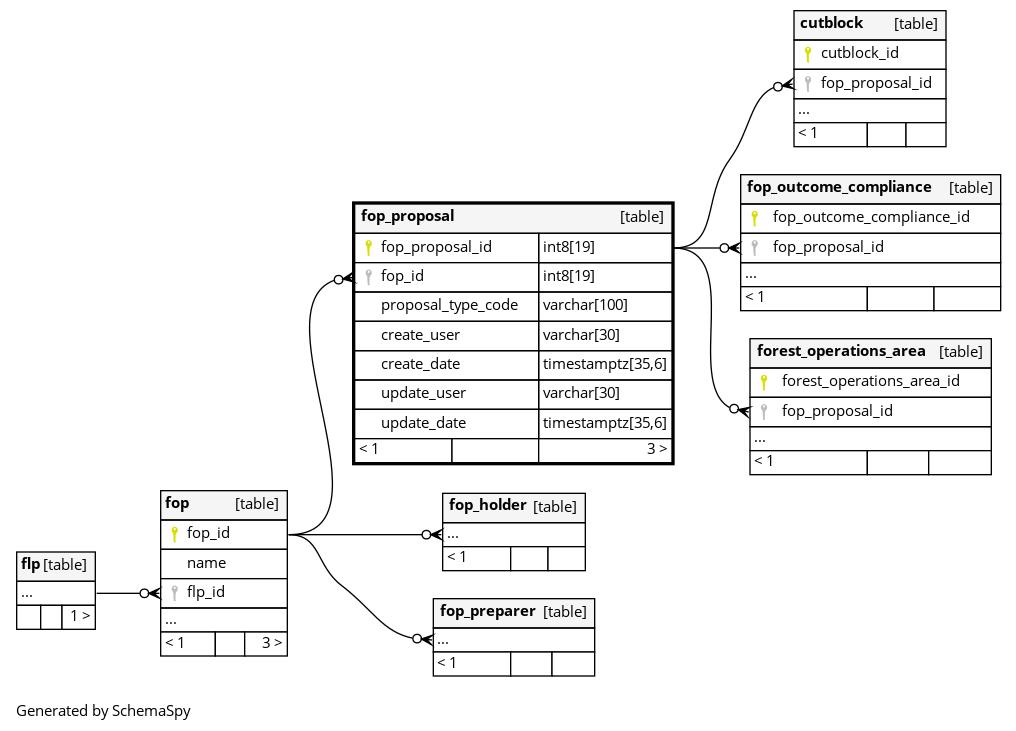 cutblock [table]
cutblock_id
fop_proposal_id
...
< 1
fop_outcome_compliance [table]
fop_outcome_compliance_id
fop_proposal_id
...
< 1
fop_proposal [table]
fop_proposal_id int8[19]
fop_id int8[19]
proposal_type_code varchar[100]
create_user varchar[30]
create_date timestamptz[35,6]
update_user varchar[30]
update_date timestamptz[35,6]
< 1 3 >
forest_operations_area [table]
forest_operations_area_id
fop_proposal_id
...
< 1
fop [table]
fop_id
name
flp_id
...
< 1 3 >
fop_holder [table]
...
< 1
flp [table]
...
1 >
fop_preparer [table]
...
< 1
Generated by SchemaSpy